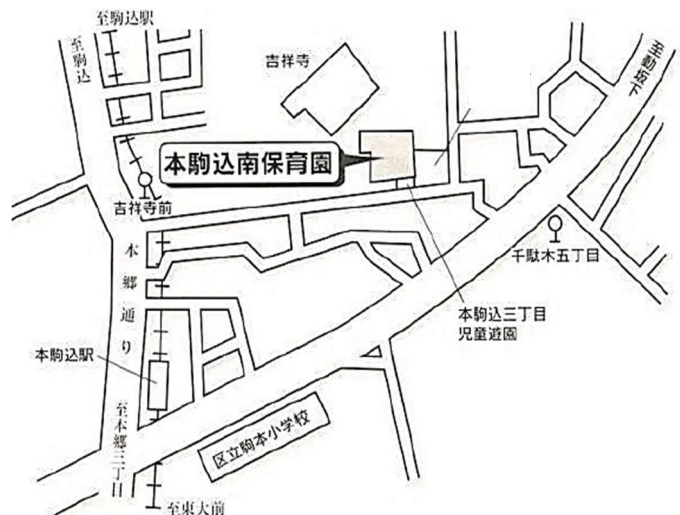 至駒込駅
至駒込
吉祥寺
至動坂下
本駒込南保育園
吉祥寺前
本郷通り
千駄木五丁目
本駒込三丁目
児童遊園
本駒込駅
至本郷三丁目
区立駒本小学校
至東大前